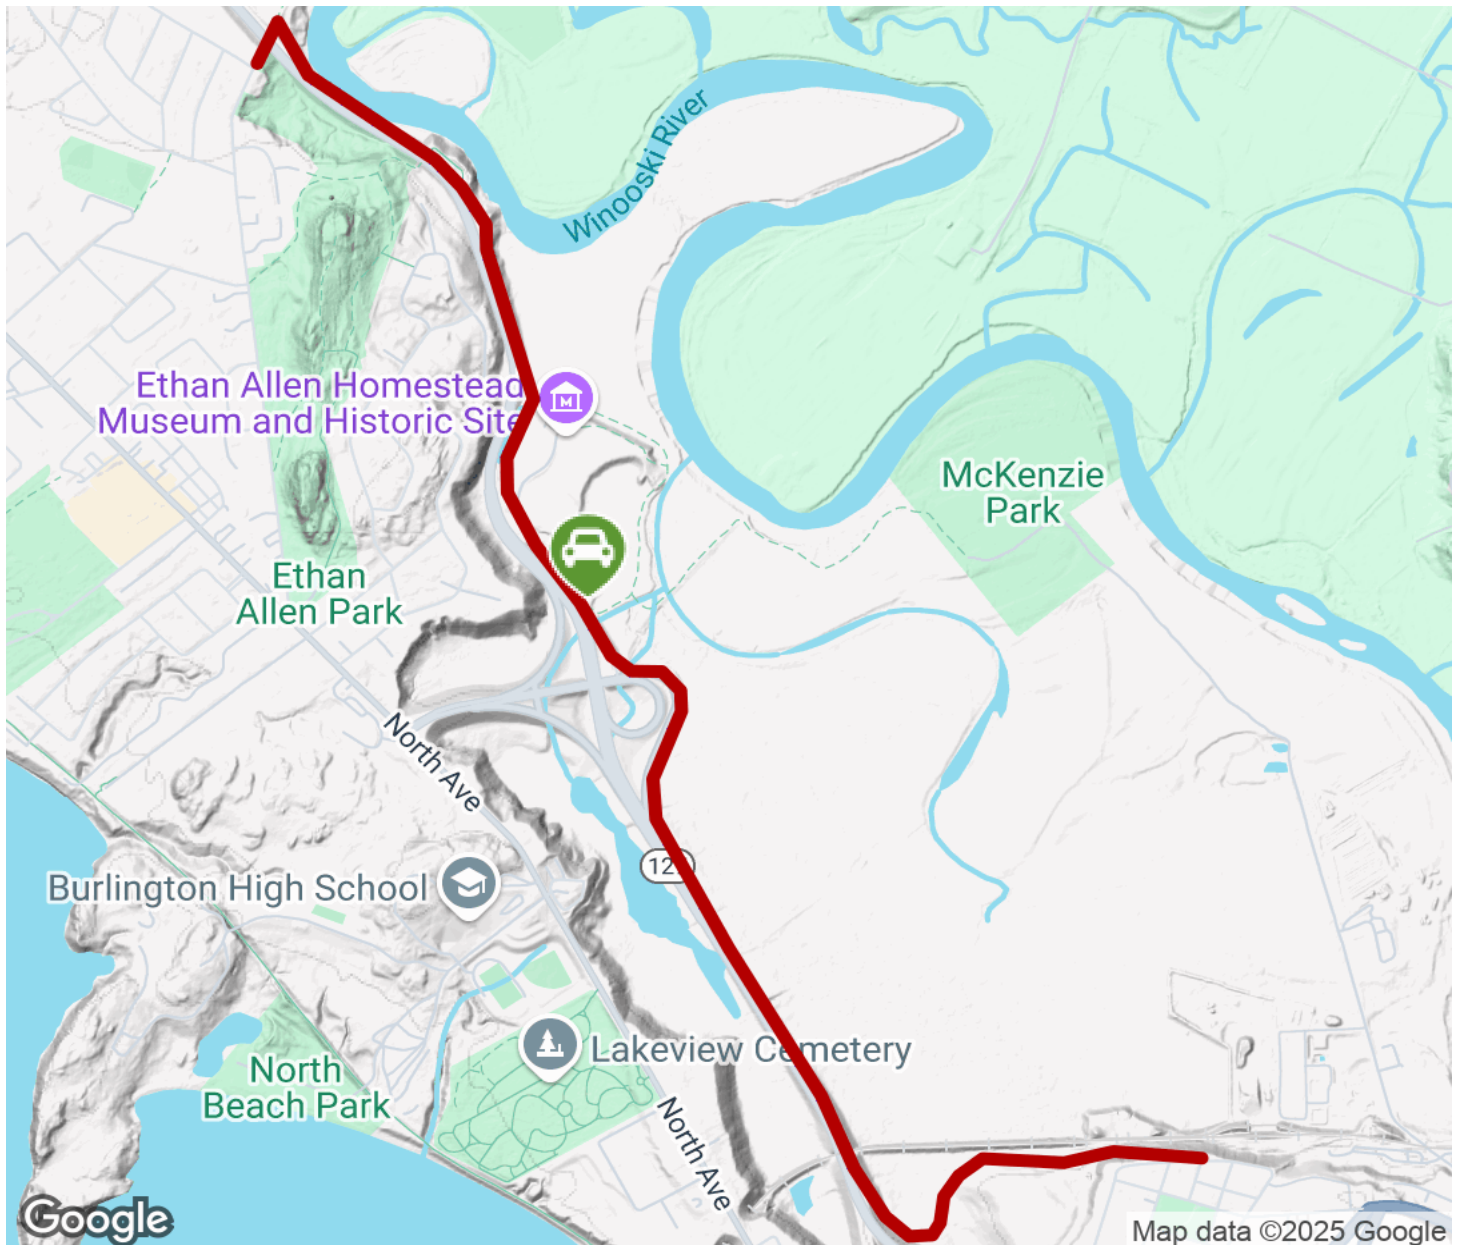 Winooski River
Ethan Allen Homestead
Museum and Historic Site
McKenzie
Park
Ethan
Allen Park
North Ave
Burlington High School
Lakeview Cemetery
North
Beach Park
North Ave
Google
Map data ©2025 Google